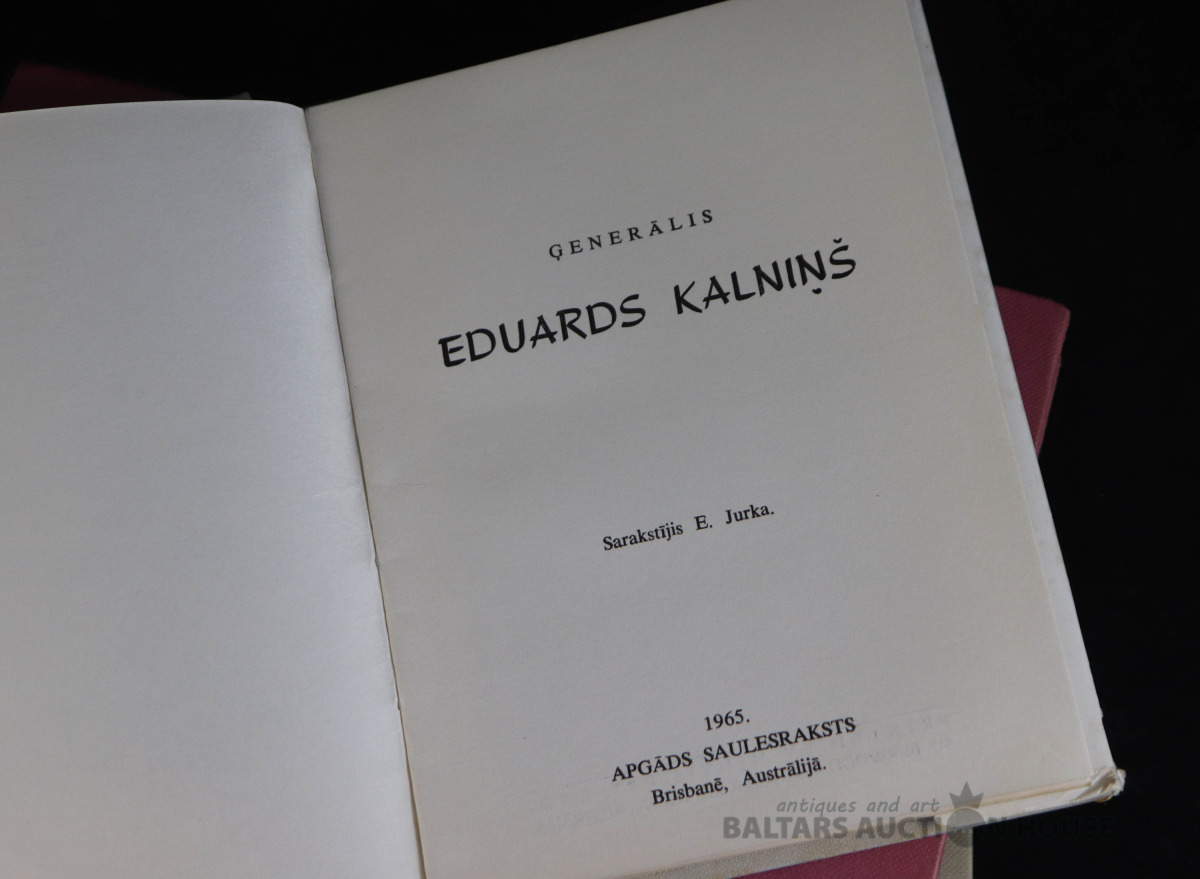 ĢENERĀLIS
EDUARDS KALNIŅŠ
Sarakstījis E. Jurka.
1965.
APGĀDS SAULESRAKSTS
Brisbanē, Austrālijā.
antiques and art
BALTARS AUCTION HOUSE